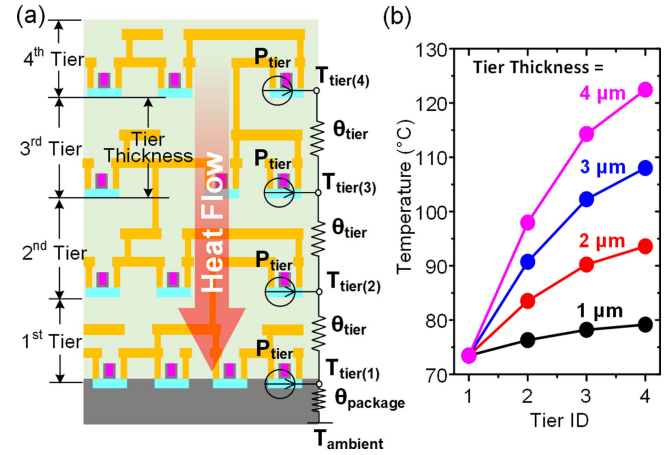 (a)
4th Tier
3rd Tier
2nd Tier
1st Tier
Tier
Thickness
Heat Flow
Ptier
Ttier(4)
θtier
Ptier
Ttier(3)
θtier
Ptier
Ttier(2)
θtier
Ptier
Ttier(1)
θpackage
Tambient
(b)
Tier Thickness =
4 μm
3 μm
2 μm
1 μm
Temperature (°C)
130
120
110
100
90
80
70
1 2 3 4
Tier ID